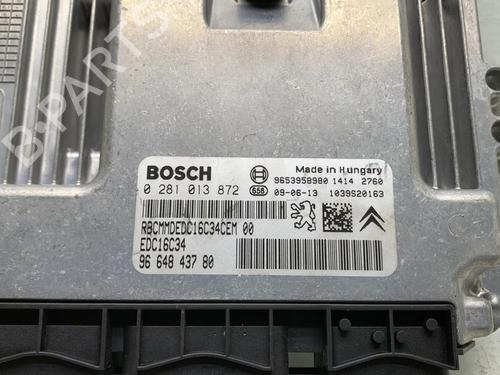 BOSCH
Made in Hungary
0 281 013 872
658
9653958980 1414 2760
09-06-13 1039S20163
RBCMMDEDC16C34CEM 00
EDC16C34
96 648 437 80
B-Parts